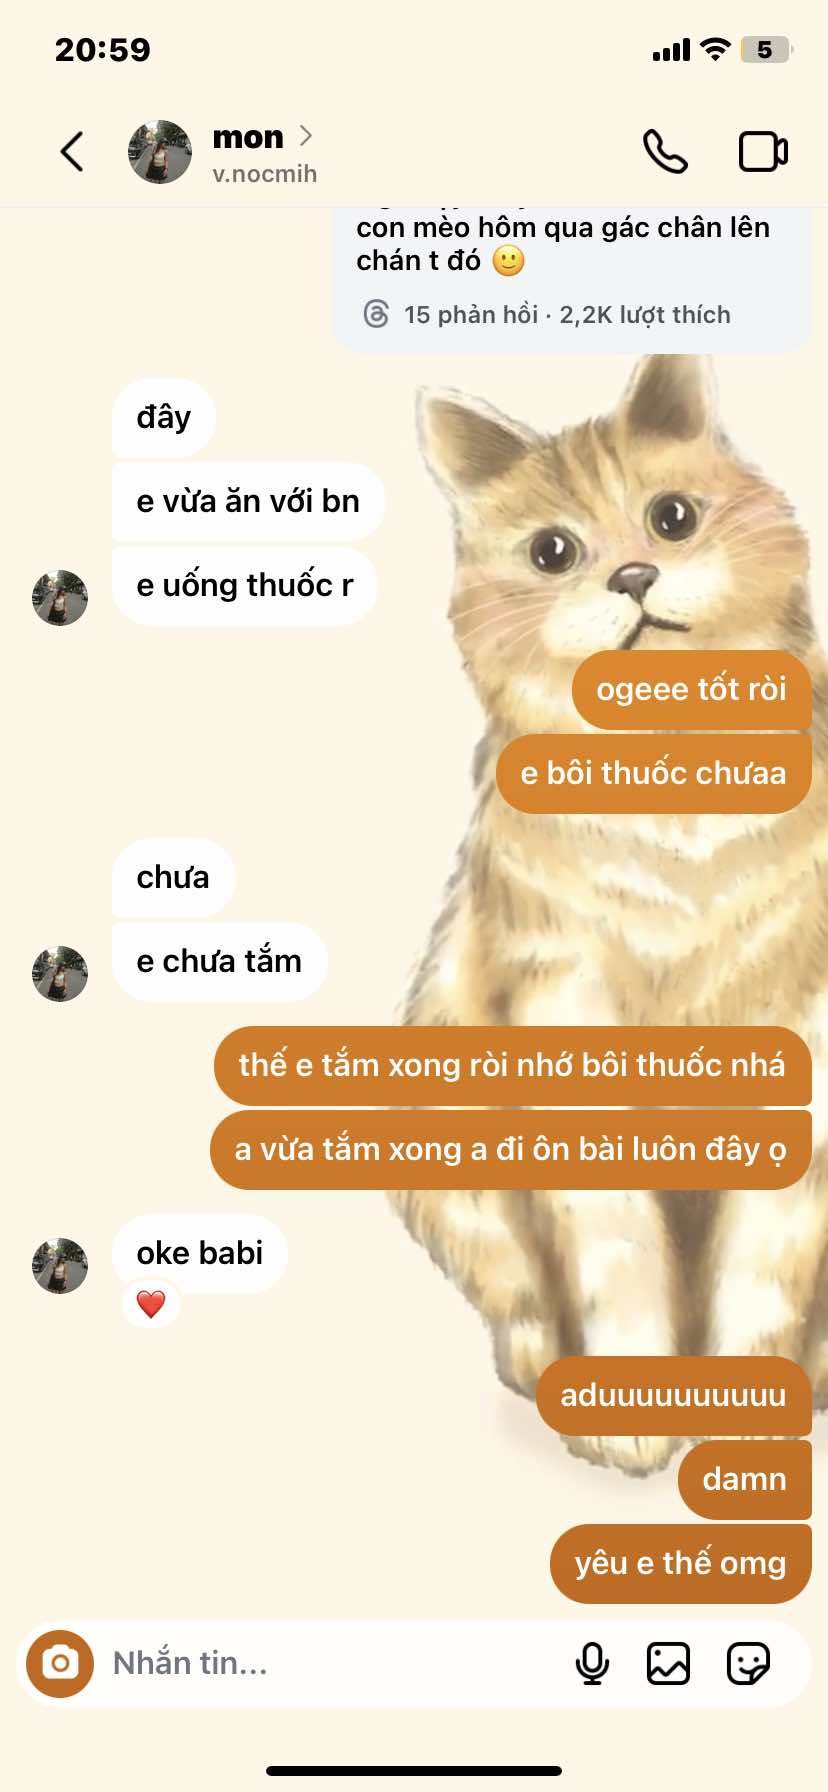 20:59
5
mon
v.nocmih
con mèo hôm qua gác chân lên
chán t đó
15 phản hồi · 2,2K lượt thích
đây
e vừa ăn với bn
e uống thuốc r
ogeee tốt ròi
e bôi thuốc chưaa
chưa
e chưa tắm
thế e tắm xong ròi nhớ bôi thuốc nhá
a vừa tắm xong a đi ôn bài luôn đây ọ
oke babi
aduuuuuuuuuu
damn
yêu e thế omg
Nhắn tin...